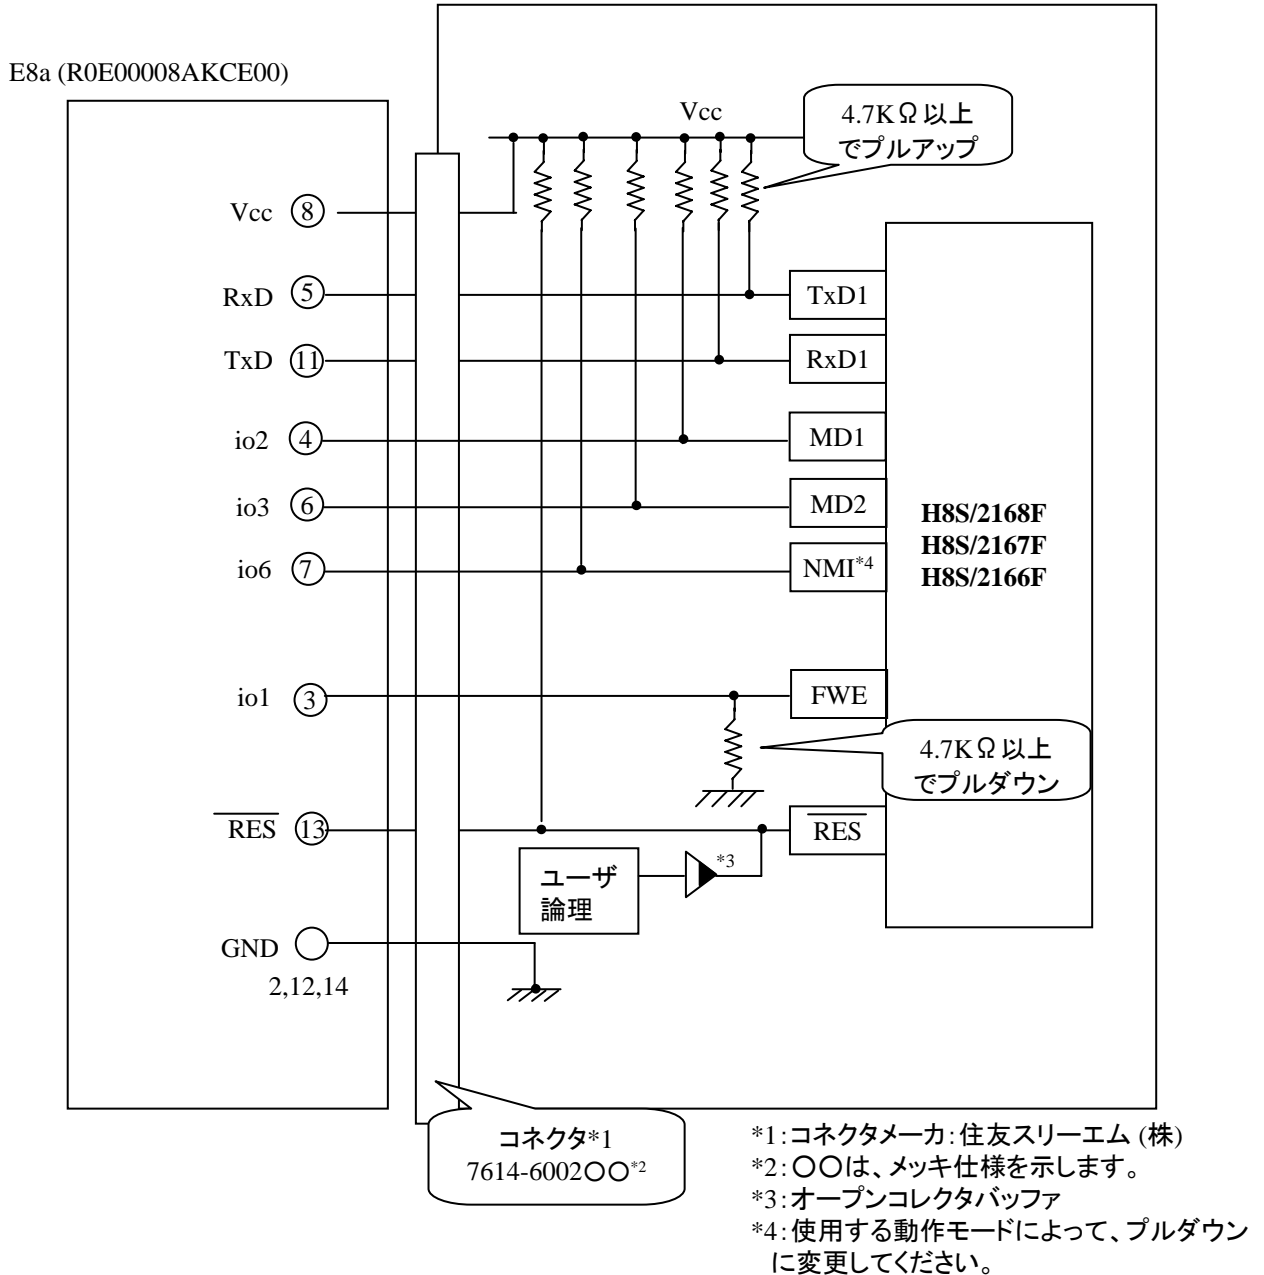 E8a (R0E00008AKCE00)
Vcc
4.7KΩ以上
でプルアップ
Vcc ⑧
RxD ⑤
TxD1
TxD ⑪
RxD1
io2 ④
MD1
io3 ⑥
MD2
io6 ⑦
NMI*4
H8S/2168F
H8S/2167F
H8S/2166F
io1 ③
FWE
4.7KΩ以上
でプルダウン
RES ⑬
RES
ユーザ
論理
*3
GND
2,12,14
コネクタ*1
7614-6002〇〇*2
*1:コネクタメーカ:住友スリーエム (株)
*2:〇〇は、メッキ仕様を示します。
*3:オープンコレクタバッファ
*4:使用する動作モードによって、プルダウン
に変更してください。